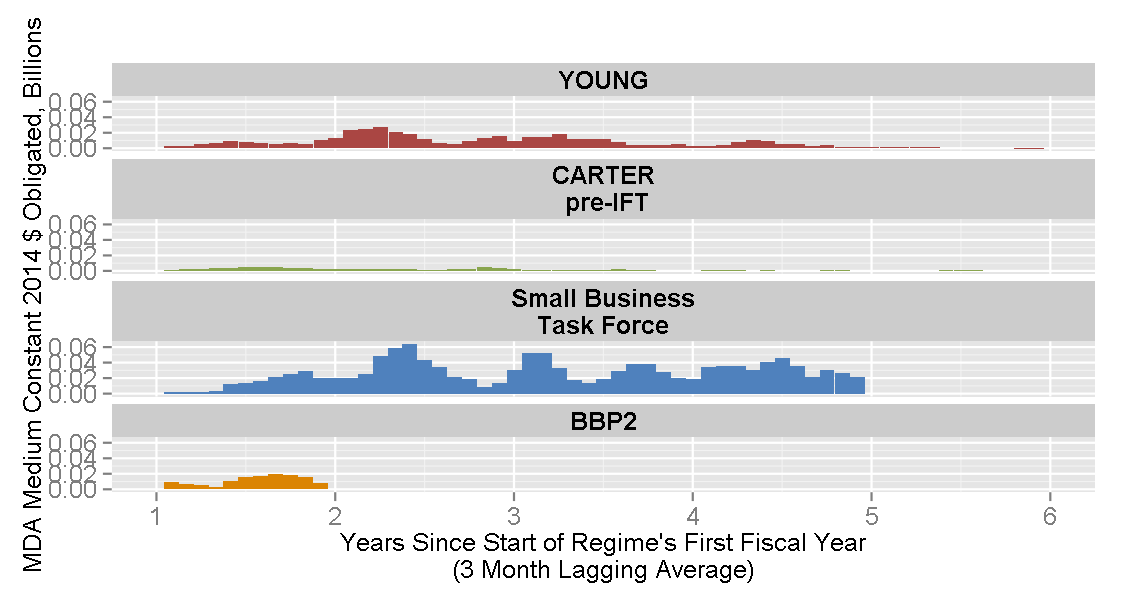 MDA Medium Constant 2014 $ Obligated, Billions
YOUNG
0.06
0.04
0.02
0.00
CARTER
pre-IFT
0.06
0.04
0.02
0.00
Small Business
Task Force
0.06
0.04
0.02
0.00
BBP2
0.06
0.04
0.02
0.00
1 2 3 4 5 6
Years Since Start of Regime's First Fiscal Year
(3 Month Lagging Average)